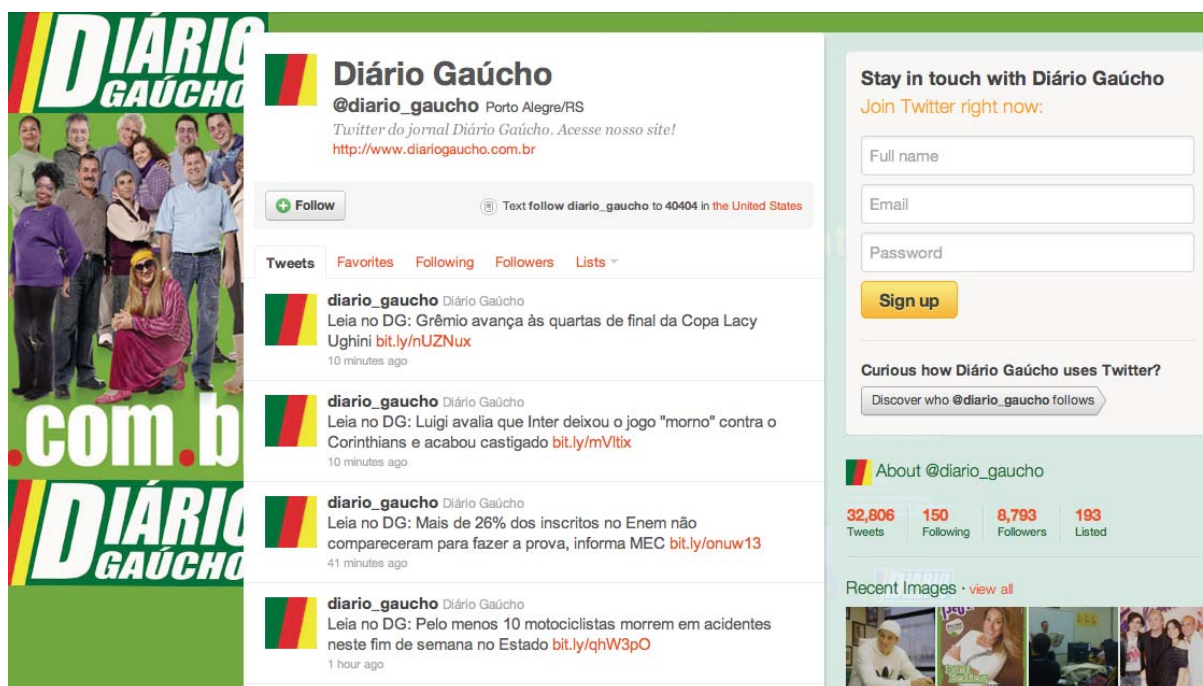 DIÁRIO
GAÚCHO
.com.b
DIÁRIO
GAÚCHO
Diário Gaúcho
@diario_gaucho Porto Alegre/RS
Twitter do jornal Diário Gaúcho. Acesse nosso site!
http://www.diariogaucho.com.br
Follow
Text follow diario_gaucho to 40404 in the United States
Tweets Favorites Following Followers Lists
diario_gaucho Diário Gaúcho
Leia no DG: Grêmio avança às quartas de final da Copa Lacy
Ughini bit.ly/nUZNux
10 minutes ago
diario_gaucho Diário Gaúcho
Leia no DG: Luigi avalia que Inter deixou o jogo "morno" contra o
Corinthians e acabou castigado bit.ly/mVltix
10 minutes ago
diario_gaucho Diário Gaúcho
Leia no DG: Mais de 26% dos inscritos no Enem não
compareceram para fazer a prova, informa MEC bit.ly/onuw13
41 minutes ago
diario_gaucho Diário Gaúcho
Leia no DG: Pelo menos 10 motociclistas morrem em acidentes
neste fim de semana no Estado bit.ly/qhW3pO
1 hour ago
Stay in touch with Diário Gaúcho
Join Twitter right now:
Full name
Email
Password
Sign up
Curious how Diário Gaúcho uses Twitter?
Discover who @diario_gaucho follows
About @diario_gaucho
32,806 150 8,793 193
Tweets Following Followers Listed
Recent Images · view all